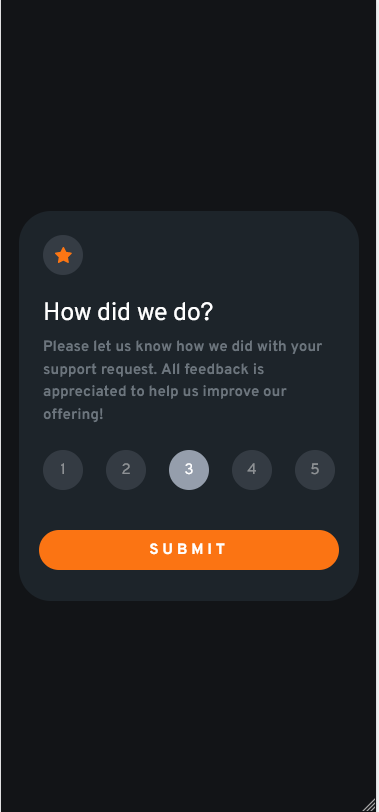 How did we do?
Please let us know how we did with your
support request. All feedback is
appreciated to help us improve our
offering!
1 2 3 4 5
SUBMIT